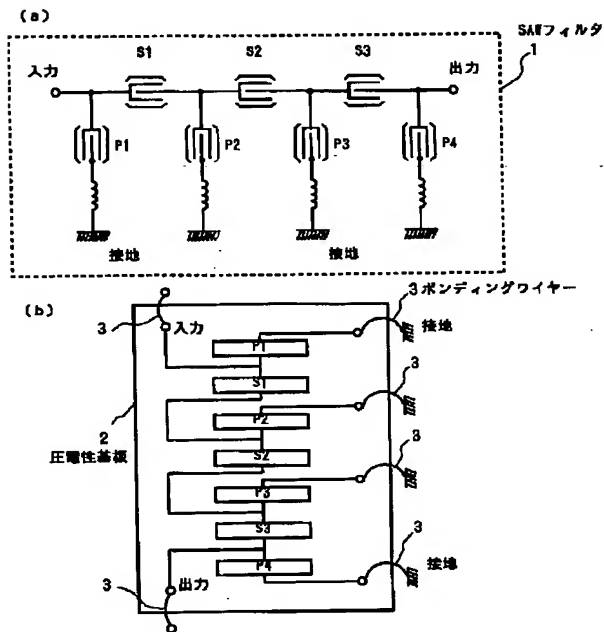 (a)
SAWフィルタ
1
S1 S2 S3
入力 出力
P1 P2 P3 P4
接地 接地
(b)
3 入力
3 ボンディングワイヤー
接地
P1
S1
3
P2
2
圧電性基板
S2
3
P3
S3
3
接地
P4
出力
3